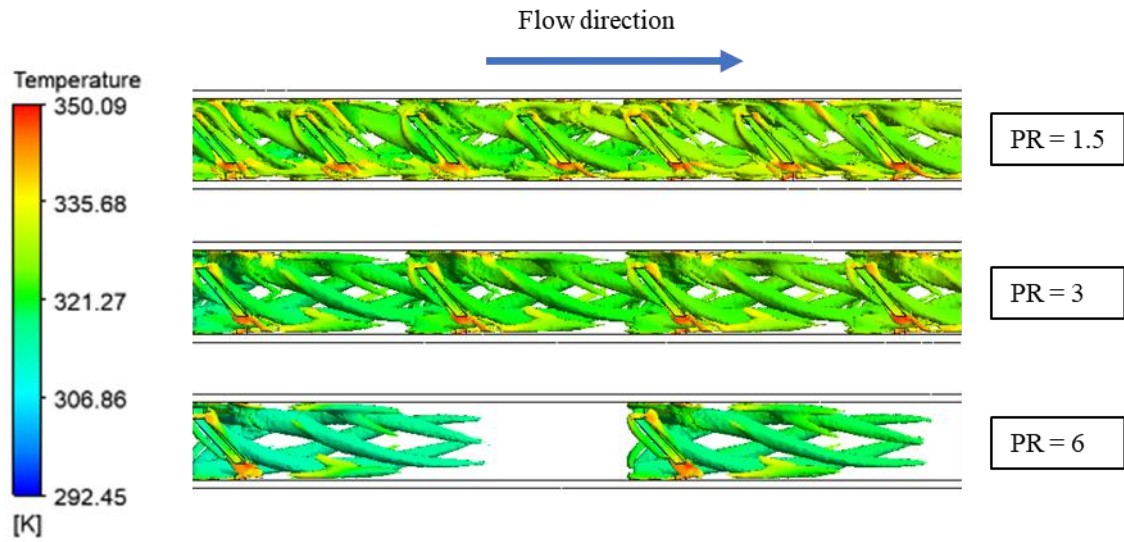 Flow direction
Temperature
350.09
335.68
321.27
306.86
292.45
[K]
PR = 1.5
PR = 3
PR = 6